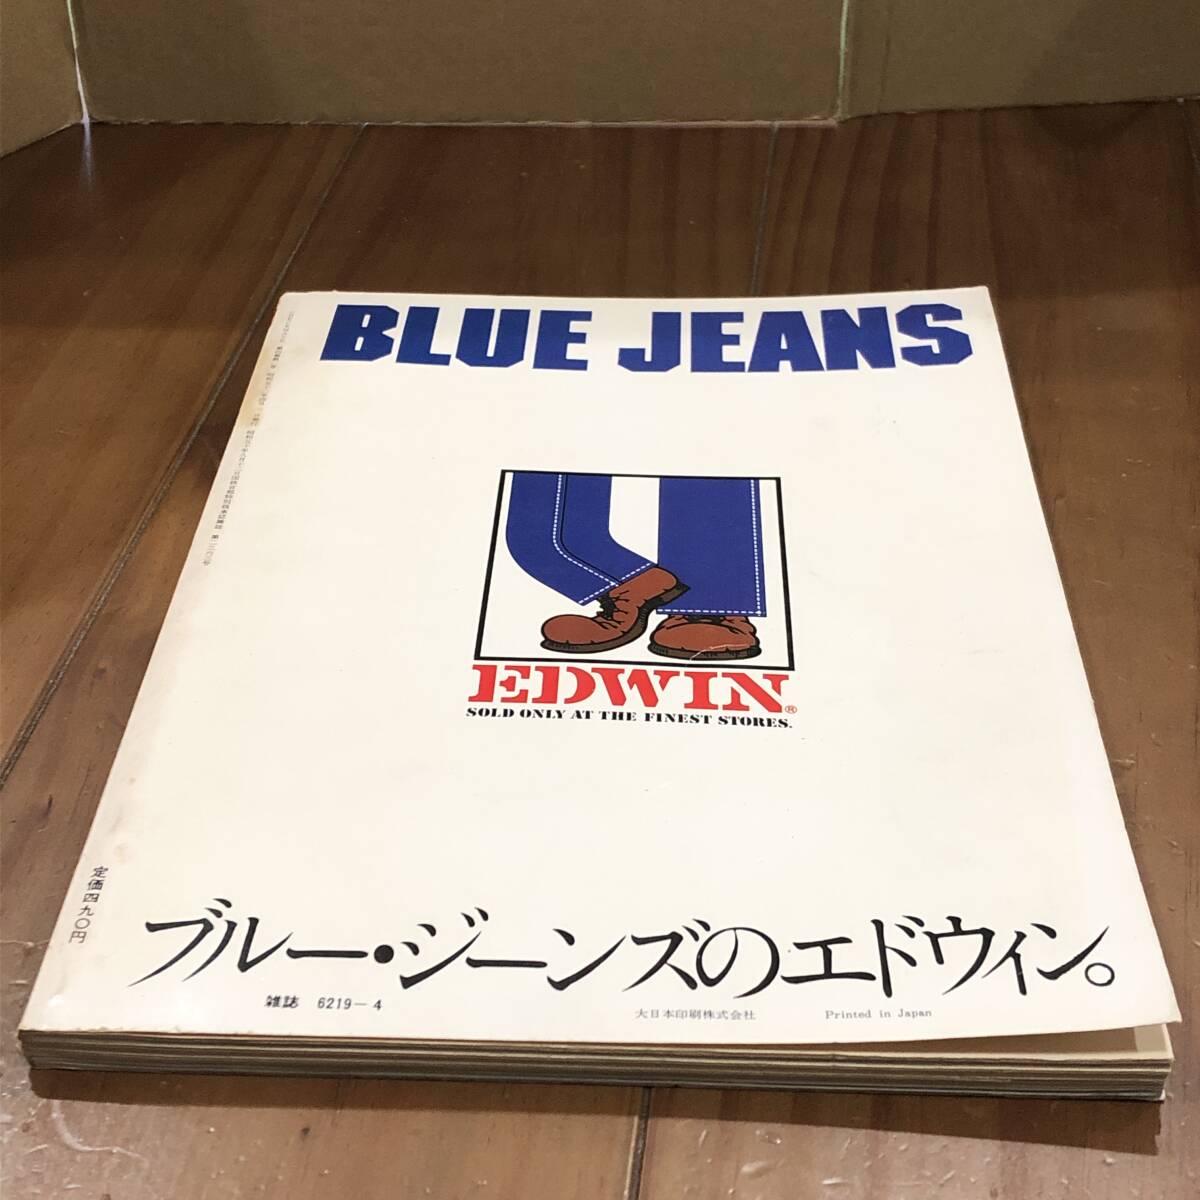 BLUE JEANS
EDWIN®
SOLD ONLY AT THE FINEST STORES.
定価四九〇円
ブルー・ジーンズのエドウィン。
雑誌 6219-4
大日本印刷株式会社
Printed in Japan